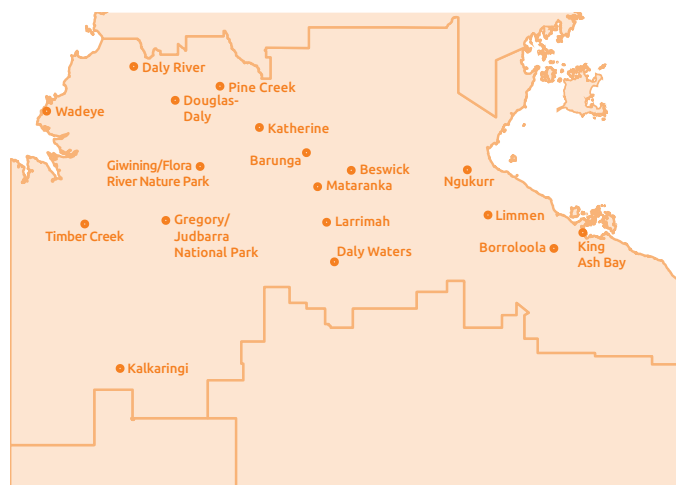 Daly River
Pine Creek
Douglas-
Daly
Wadeye
Katherine
Barunga
Giwining/Flora
River Nature Park
Beswick
Ngukurr
Mataranka
Gregory/
Judbarra
National Park
Larrimah
Limmen
Timber Creek
Daly Waters
Borroloola
King
Ash Bay
Kalkaringi